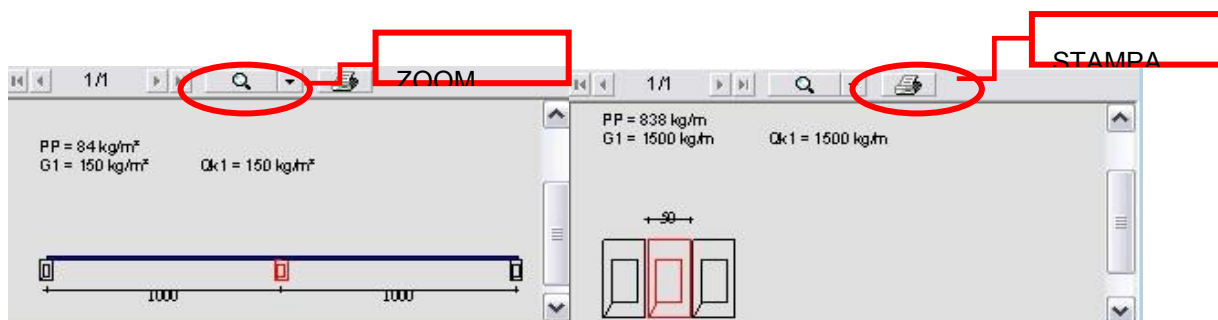 1/1
ZOOM
PP = 84 kg/m²
G1 = 150 kg/m² Qk1 = 150 kg/m²
1000 1000
STAMPA
1/1
PP = 838 kg/m
G1 = 1500 kg/m Qk1 = 1500 kg/m
50